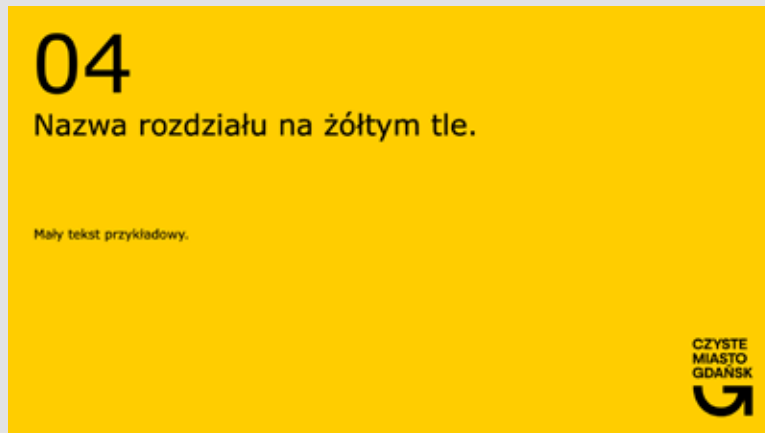 04
Nazwa rozdziału na żółtym tle.
Mały tekst przykładowy.
CZYSTE
MIASTO
GDAŃSK